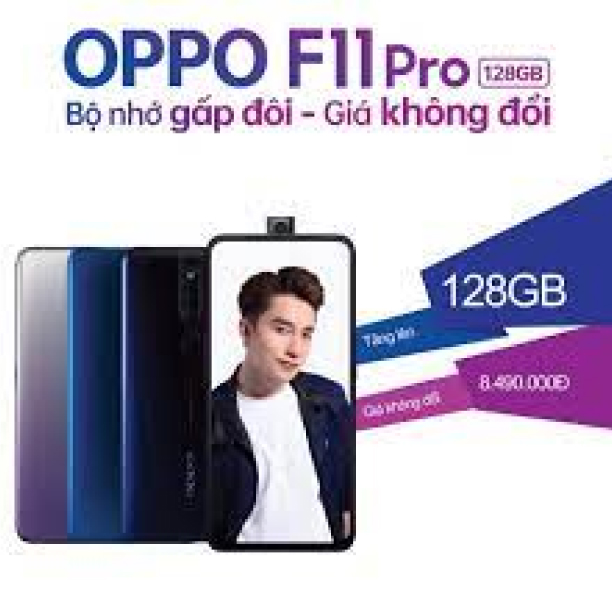 OPPO F11 Pro 128GB
Bộ nhớ gấp đôi - Giá không đổi
128GB
Tăng lên
8.490.000Đ
Giá không đổi
oppo